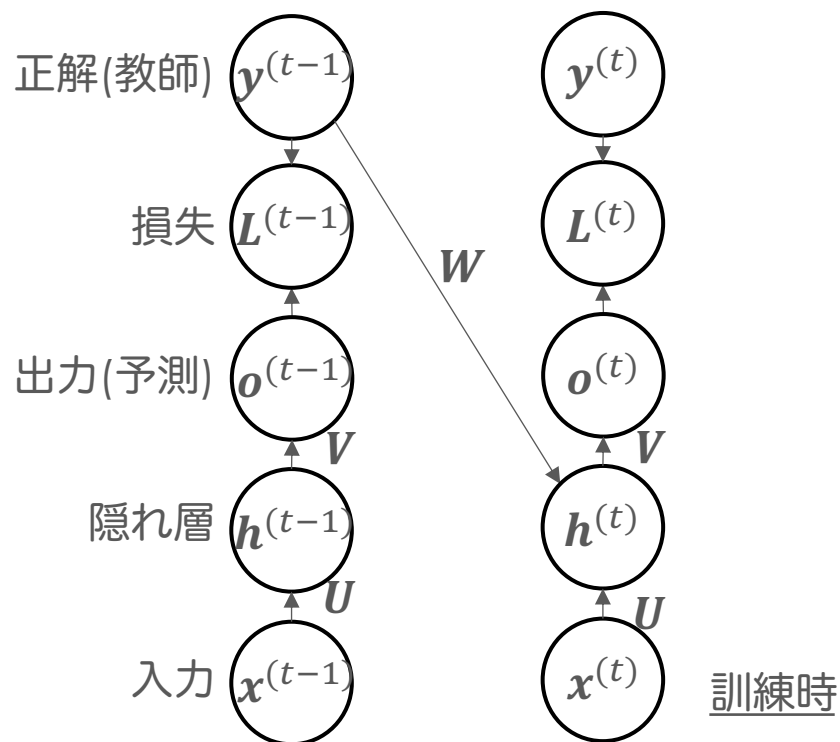 正解(教師) y^(t−1) y^(t)
損失 L^(t−1) L^(t)
W
出力(予測) o^(t−1) o^(t)
V V
隠れ層 h^(t−1) h^(t)
U U
入力 x^(t−1) x^(t)
訓練時